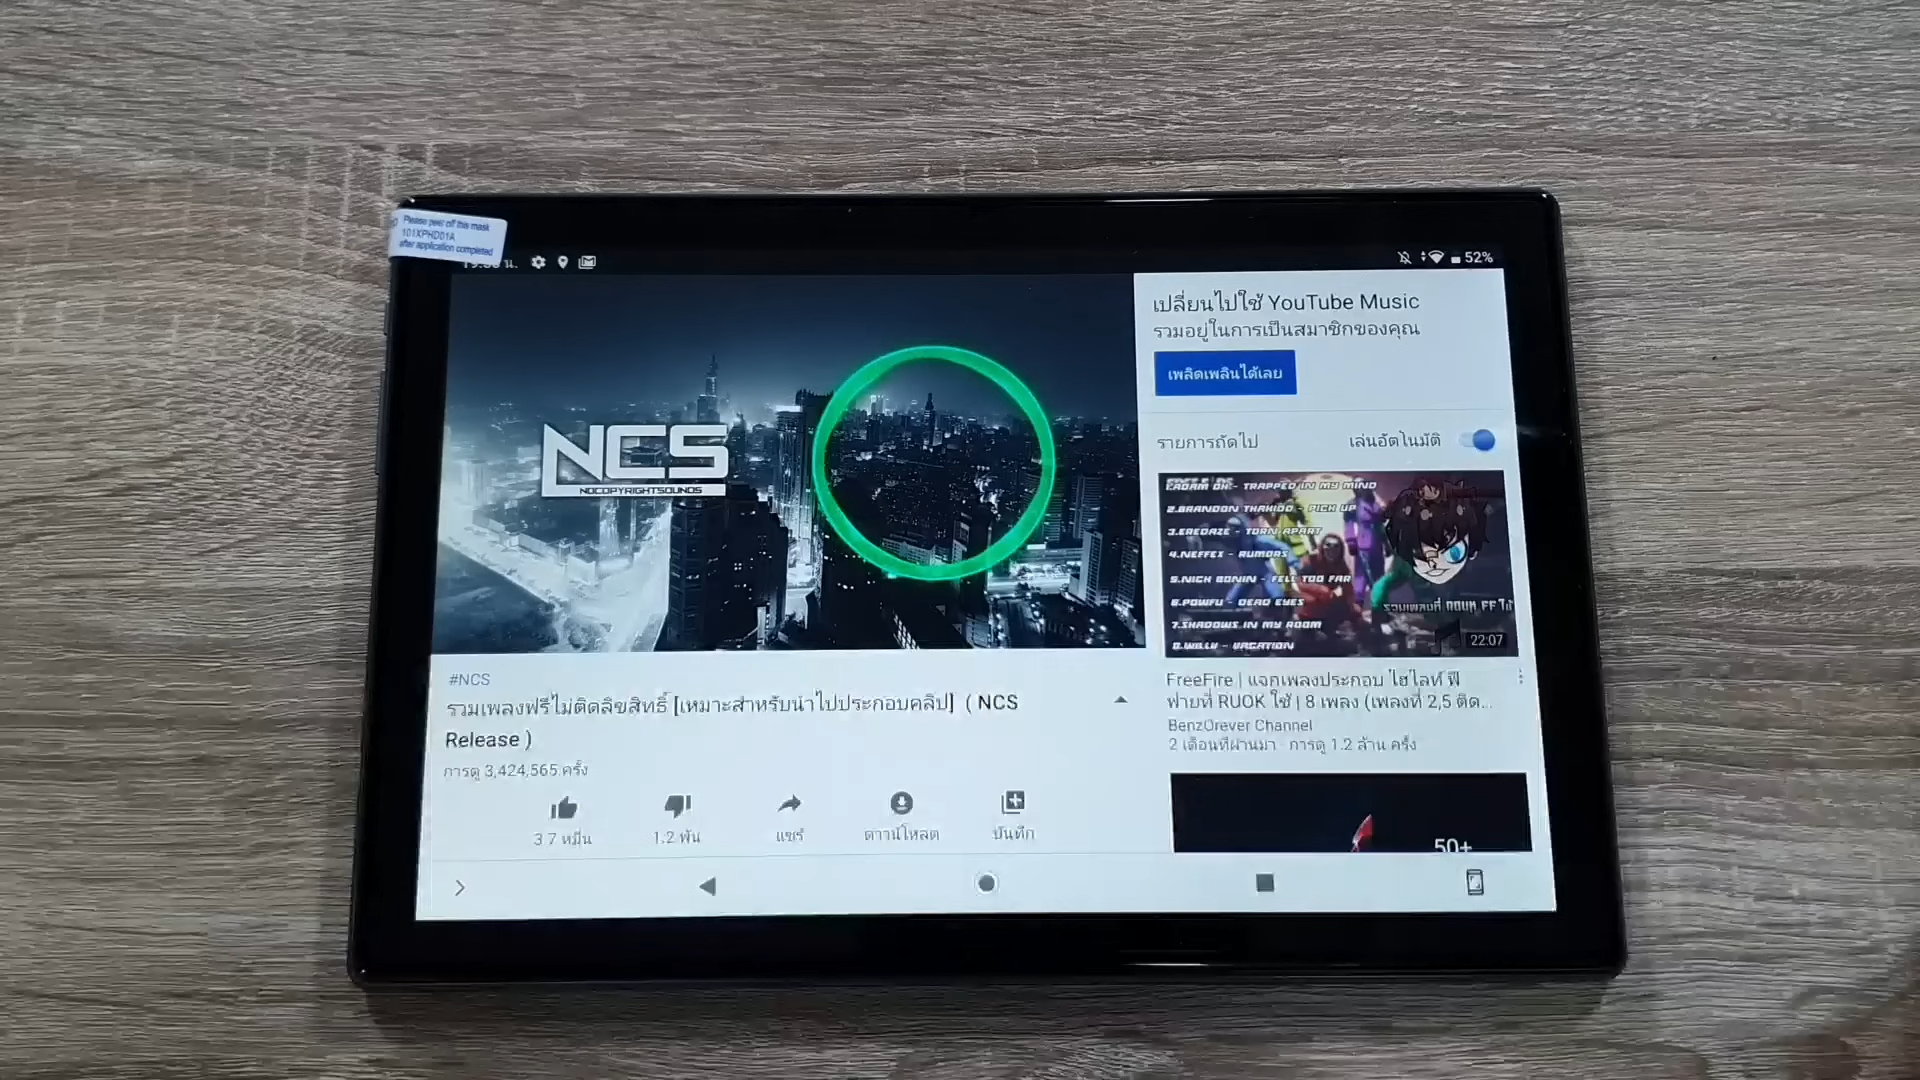 Please peel off this mask
101XPHD01A
after application completed
น.
52%
NCS
NOCOPYRIGHTSOUNDS
เปลี่ยนไปใช้ YouTube Music
รวมอยู่ในการเป็นสมาชิกของคุณ
เพลิดเพลินได้เลย
รายการถัดไป
เล่นอัตโนมัติ
TRAPPED IN MY MIND
2.BRANDON THAHIDO - PICK UP
3.EREDAZE - TORN APART
4.NEFFEX - RUMORS
5.NICK BONIN - FELL TOO FAR
6.POWFU - DEAD EYES
7.SHADOWS IN MY ROOM
8.WILLY - VACATION
22:07
FreeFire | แจกเพลงประกอบ ไฮไลท์ ฟี
ฟายที่ RUOK ใช้ | 8 เพลง (เพลงที่ 2,5 ติด...
BenzOrever Channel
2 เดือนที่ผ่านมา · การดู 1.2 ล้าน ครั้ง
50+
#NCS
รวมเพลงฟรีไม่ติดลิขสิทธิ์ [เหมาะสำหรับนำไปประกอบคลิป] ( NCS
Release )
การดู 3,424,565 ครั้ง
3.7 หมื่น
1.2 พัน
แชร์
ดาวน์โหลด
บันทึก